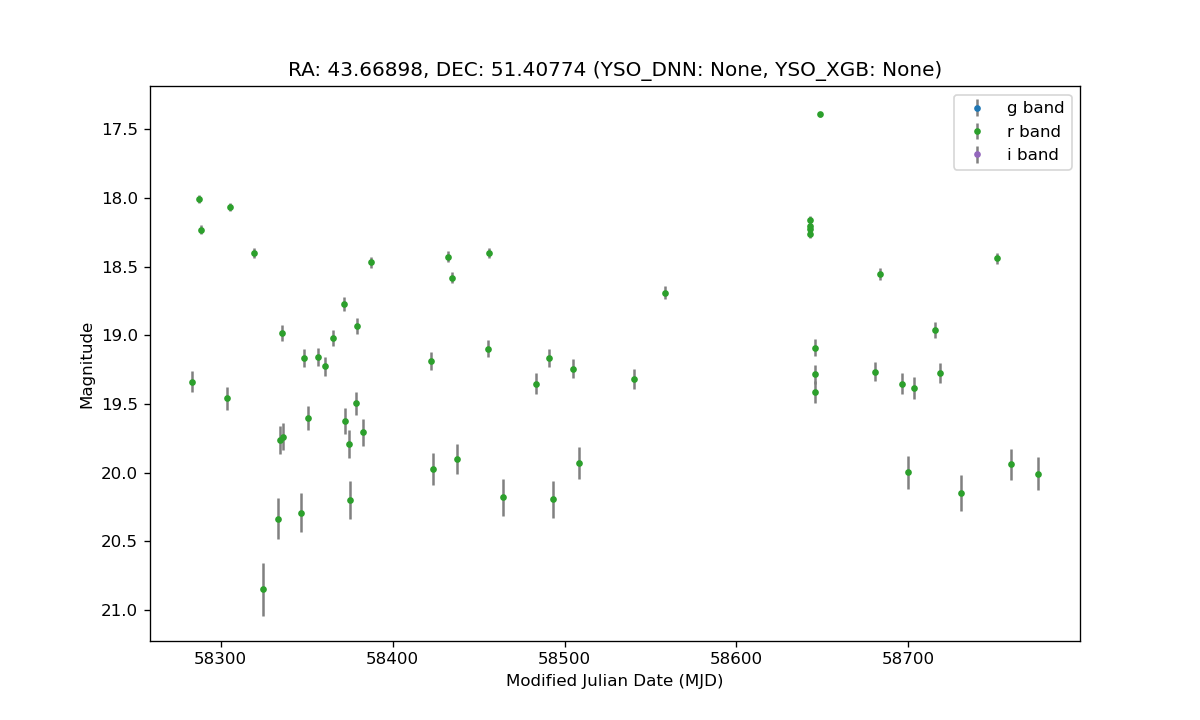 RA: 43.66898, DEC: 51.40774 (YSO_DNN: None, YSO_XGB: None)
g band
r band
i band
17.5
18.0
18.5
19.0
19.5
20.0
20.5
21.0
Magnitude
58300 58400 58500 58600 58700
Modified Julian Date (MJD)